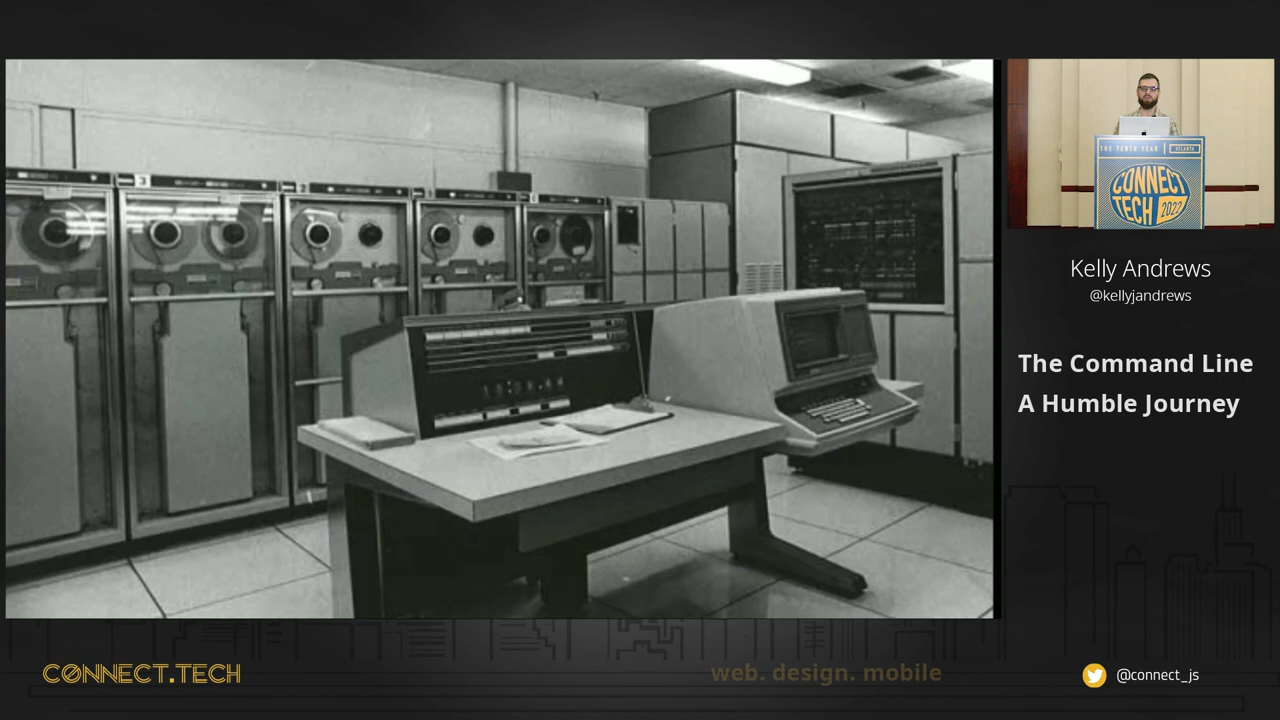 3
THE TENTH YEAR
ATLANTA
CONNECT
TECH
2022
Kelly Andrews
@kellyjandrews
The Command Line
A Humble Journey
CONNECT.TECH
web. design. mobile
@connect_js